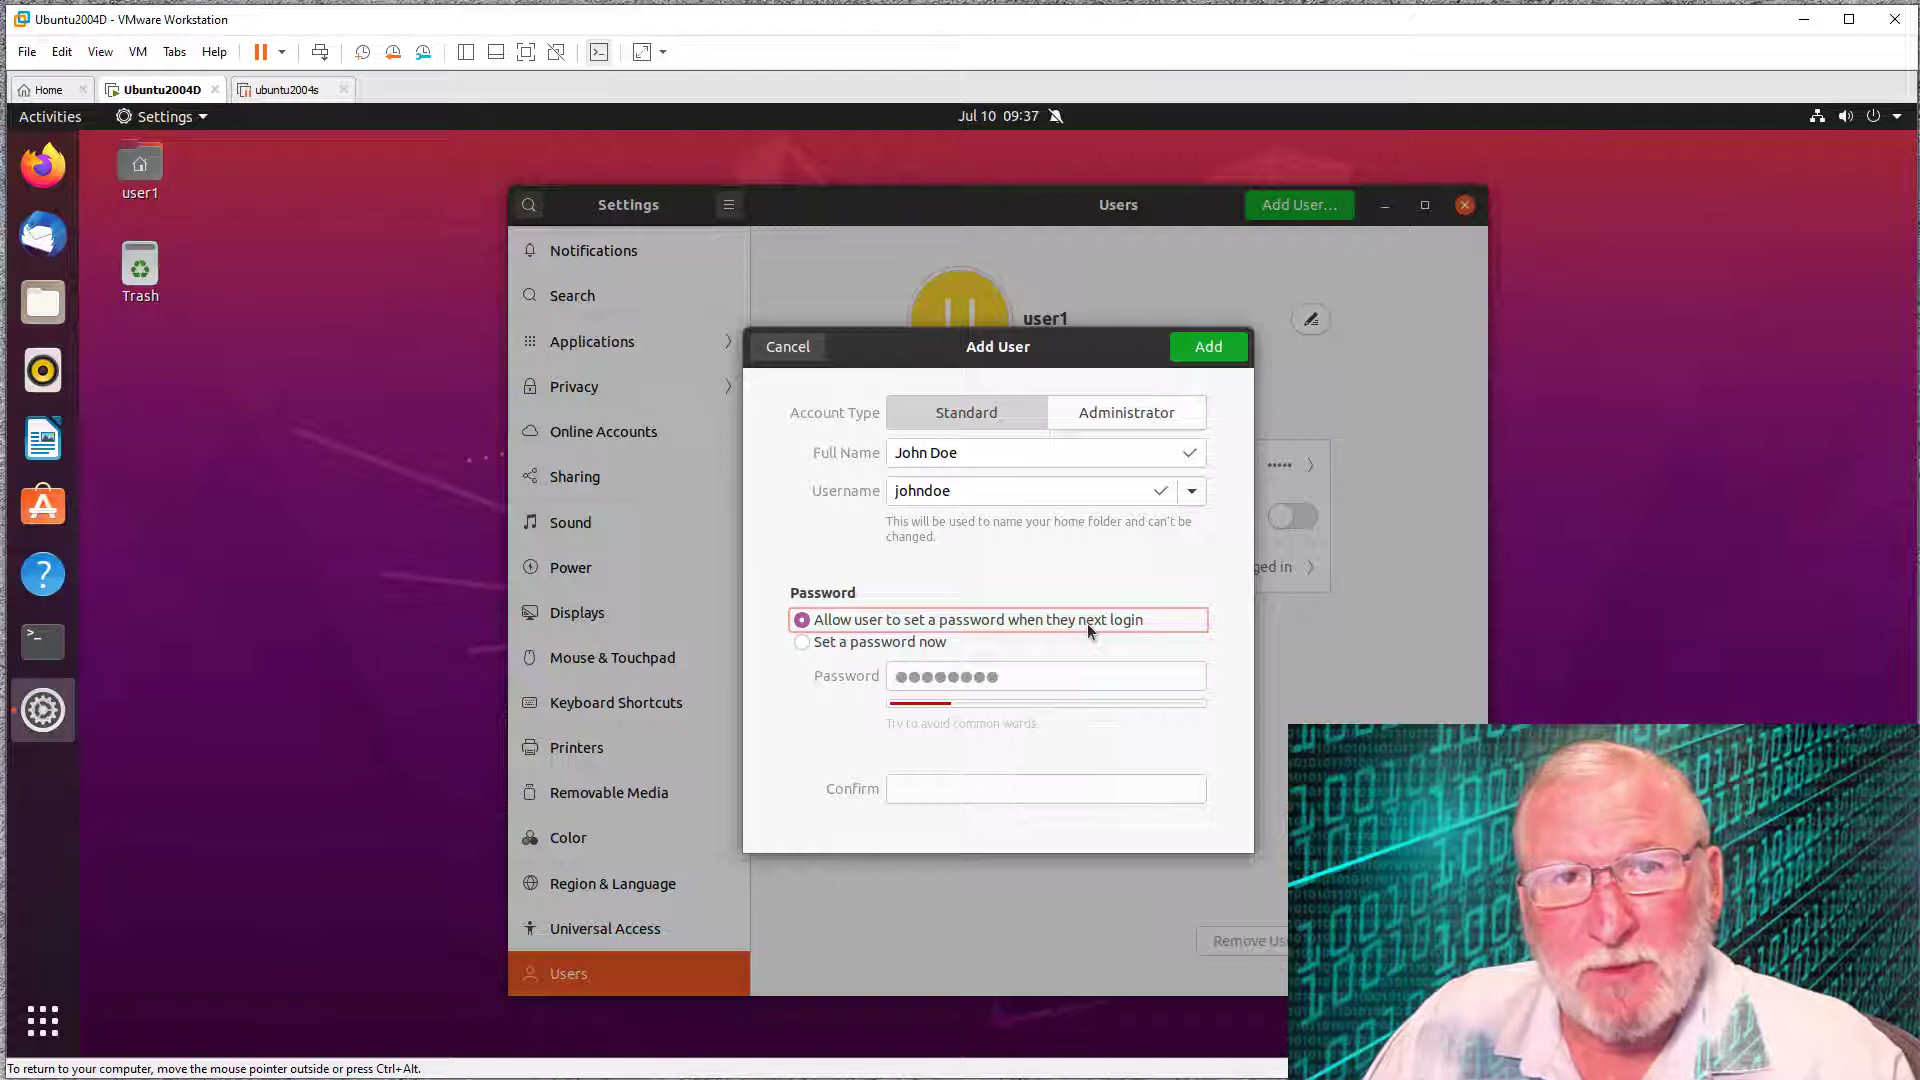 Ubuntu2004D - VMware Workstation
File Edit View VM Tabs Help
Home Ubuntu2004D ubuntu2004s
Activities Settings Jul 10 09:37
user1
Trash
Settings Users Add User...
Notifications
Search
Applications
Privacy
Online Accounts
Sharing
Sound
Power
Displays
Mouse & Touchpad
Keyboard Shortcuts
Printers
Removable Media
Color
Region & Language
Universal Access
Users
user1
Cancel Add User Add
Account Type Standard Administrator
Full Name John Doe
Username johndoe
This will be used to name your home folder and can't be
changed.
ged in
Password
Allow user to set a password when they next login
Set a password now
Password
Try to avoid common words.
Confirm
Remove Us
To return to your computer, move the mouse pointer outside or press Ctrl+Alt.